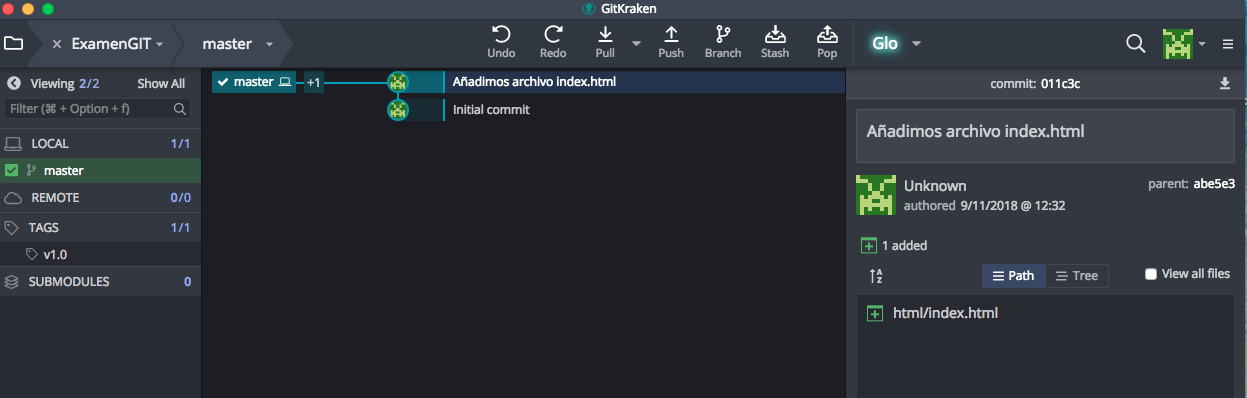 GitKraken
ExamenGIT
master
Undo
Redo
Pull
Push
Branch
Stash
Pop
Glo
Viewing 2/2
Show All
Filter (⌘ + Option + f)
LOCAL 1/1
master
REMOTE 0/0
TAGS 1/1
v1.0
SUBMODULES 0
master +1 Añadimos archivo index.html
Initial commit
commit: 011c3c
Añadimos archivo index.html
Unknown
authored 9/11/2018 @ 12:32
parent: abe5e3
1 added
A
Z
Path
Tree
View all files
html/index.html